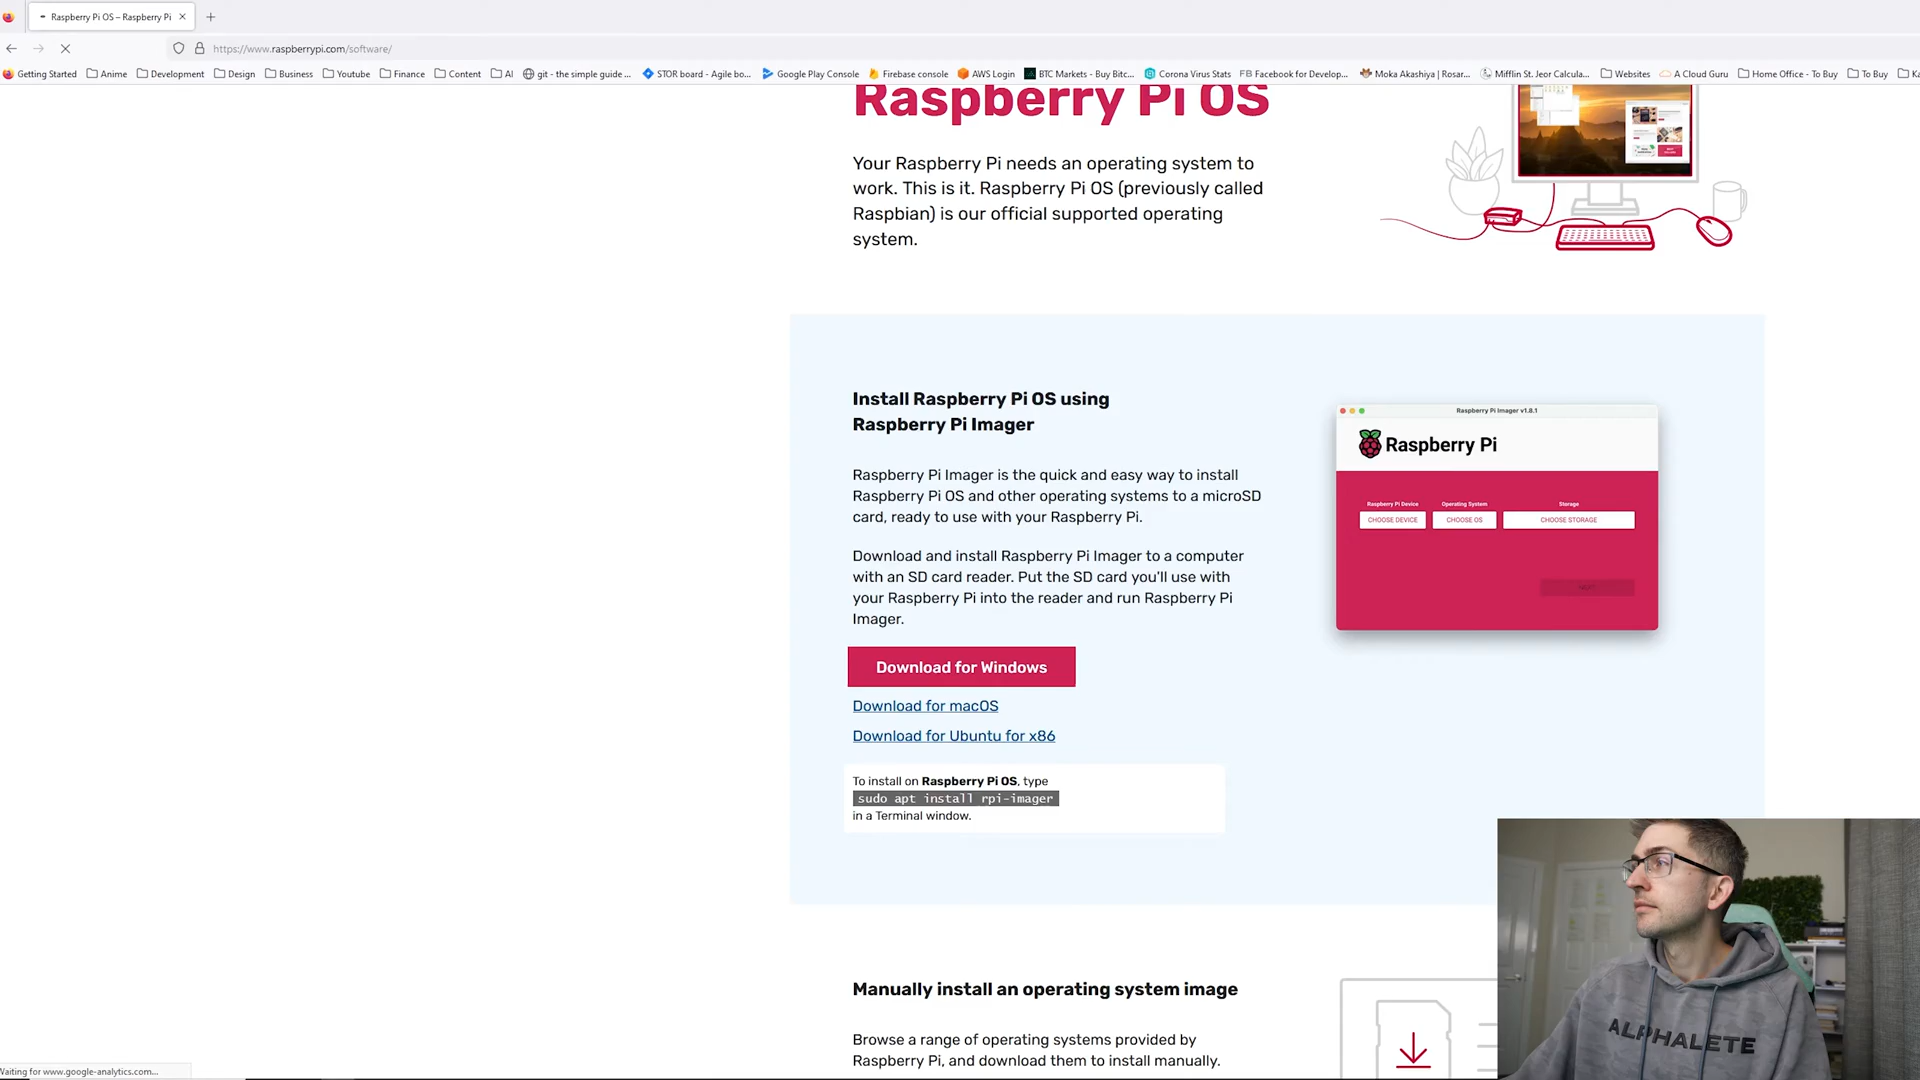 Raspberry Pi OS – Raspberry Pi
https://www.raspberrypi.com/software/
Getting Started
Anime
Development
Design
Business
Youtube
Finance
Content
AI
git - the simple guide ...
STOR board - Agile bo...
Google Play Console
Firebase console
AWS Login
BTC Markets - Buy Bitc...
Corona Virus Stats
FB Facebook for Develop...
Moka Akashiya | Rosar...
Mifflin St. Jeor Calcula...
Websites
A Cloud Guru
Home Office - To Buy
To Buy
Raspberry Pi OS
Your Raspberry Pi needs an operating system to
work. This is it. Raspberry Pi OS (previously called
Raspbian) is our official supported operating
system.
Install Raspberry Pi OS using
Raspberry Pi Imager
Raspberry Pi Imager is the quick and easy way to install
Raspberry Pi OS and other operating systems to a microSD
card, ready to use with your Raspberry Pi.
Download and install Raspberry Pi Imager to a computer
with an SD card reader. Put the SD card you'll use with
your Raspberry Pi into the reader and run Raspberry Pi
Imager.
Download for Windows
Download for macOS
Download for Ubuntu for x86
To install on Raspberry Pi OS, type
sudo apt install rpi-imager
in a Terminal window.
Raspberry Pi Imager v1.8.1
Raspberry Pi
Raspberry Pi Device
Operating System
Storage
CHOOSE DEVICE
CHOOSE OS
CHOOSE STORAGE
Manually install an operating system image
Browse a range of operating systems provided by
Raspberry Pi, and download them to install manually.
ALPHALETE
Waiting for www.google-analytics.com...